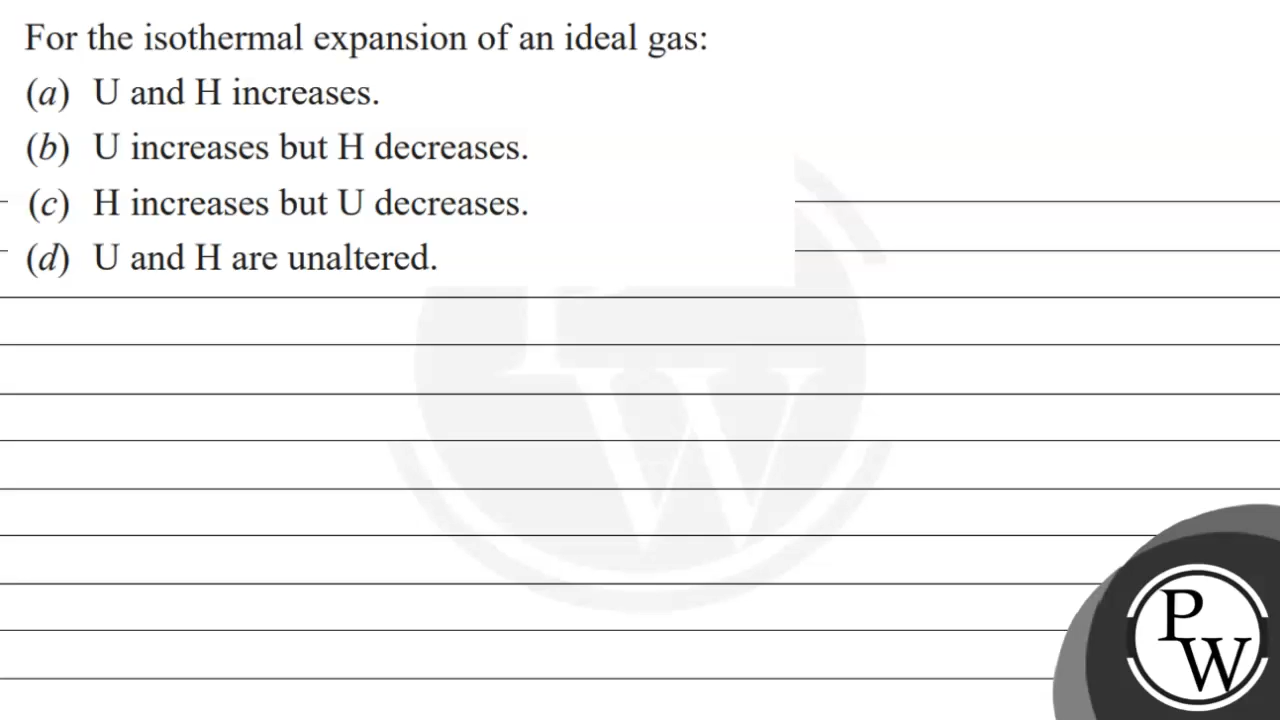 For the isothermal expansion of an ideal gas:
(a) U and H increases.
(b) U increases but H decreases.
(c) H increases but U decreases.
(d) U and H are unaltered.
PW